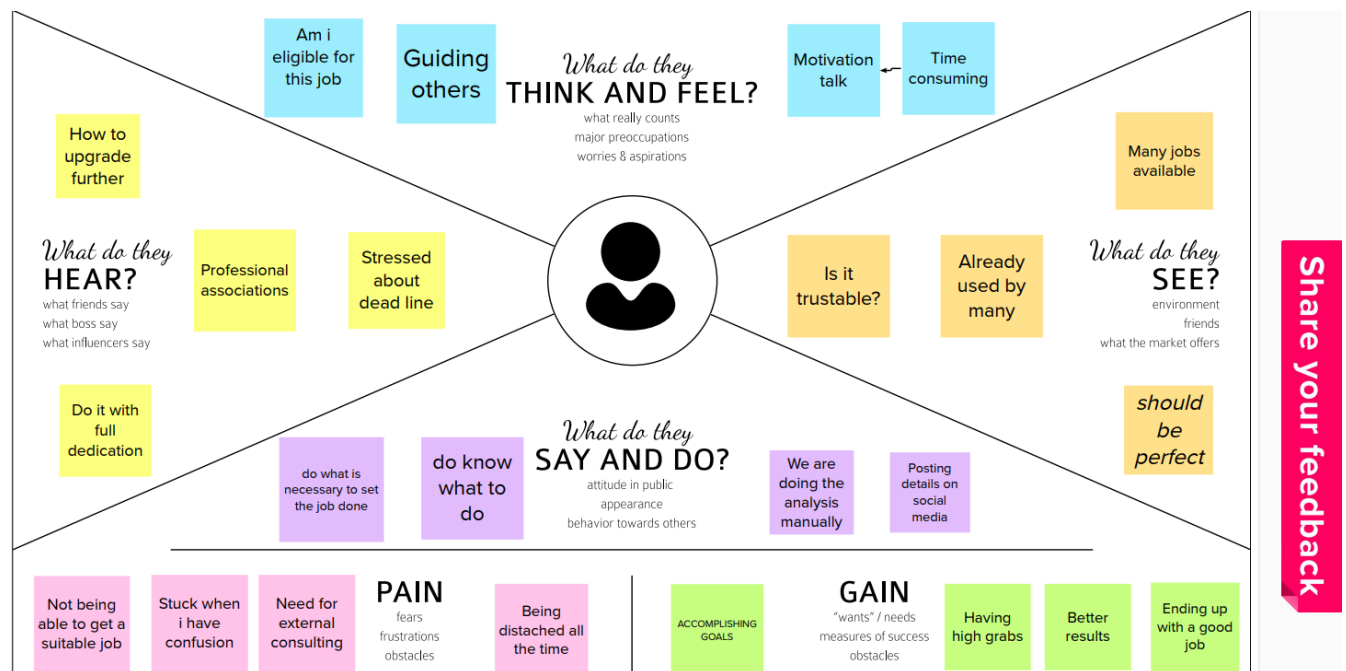 Am i
eligible for
this job
Guiding
others
What do they
THINK AND FEEL?
what really counts
major preoccupations
worries & aspirations
Motivation
talk
Time
consuming
How to
upgrade
further
What do they
HEAR?
what friends say
what boss say
what influencers say
Professional
associations
Stressed
about
dead line
Do it with
full
dedication
Many jobs
available
Is it
trustable?
Already
used by
many
What do they
SEE?
environment
friends
what the market offers
should
be
perfect
do what is
necessary to set
the job done
do know
what to
do
What do they
SAY AND DO?
attitude in public
appearance
behavior towards others
We are
doing the
analysis
manually
Posting
details on
social
media
Not being
able to get a
suitable job
Stuck when
i have
confusion
Need for
external
consulting
PAIN
fears
frustrations
obstacles
Being
distached all
the time
ACCOMPLISHING
GOALS
GAIN
"wants" / needs
measures of success
obstacles
Having
high grabs
Better
results
Ending up
with a good
job
Share your feedback